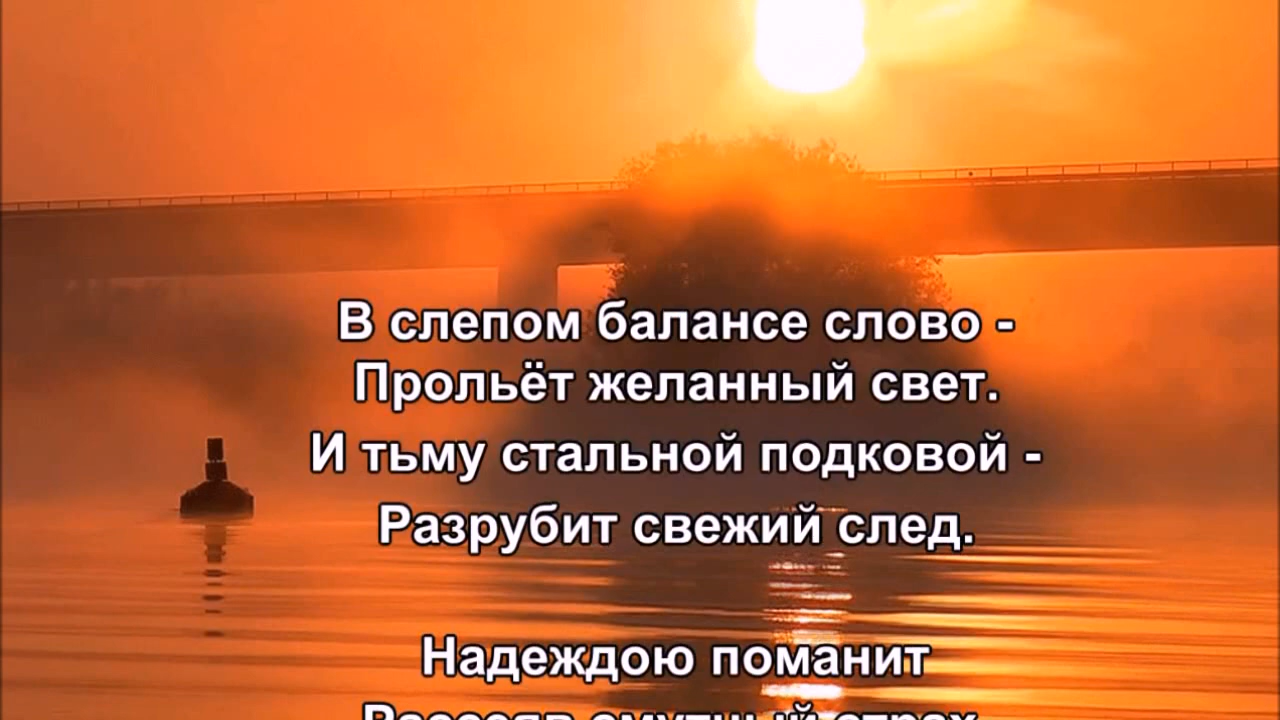 В слепом балансе слово -
Прольёт желанный свет.
И тьму стальной подковой -
Разрубит свежий след.
Надеждою поманит